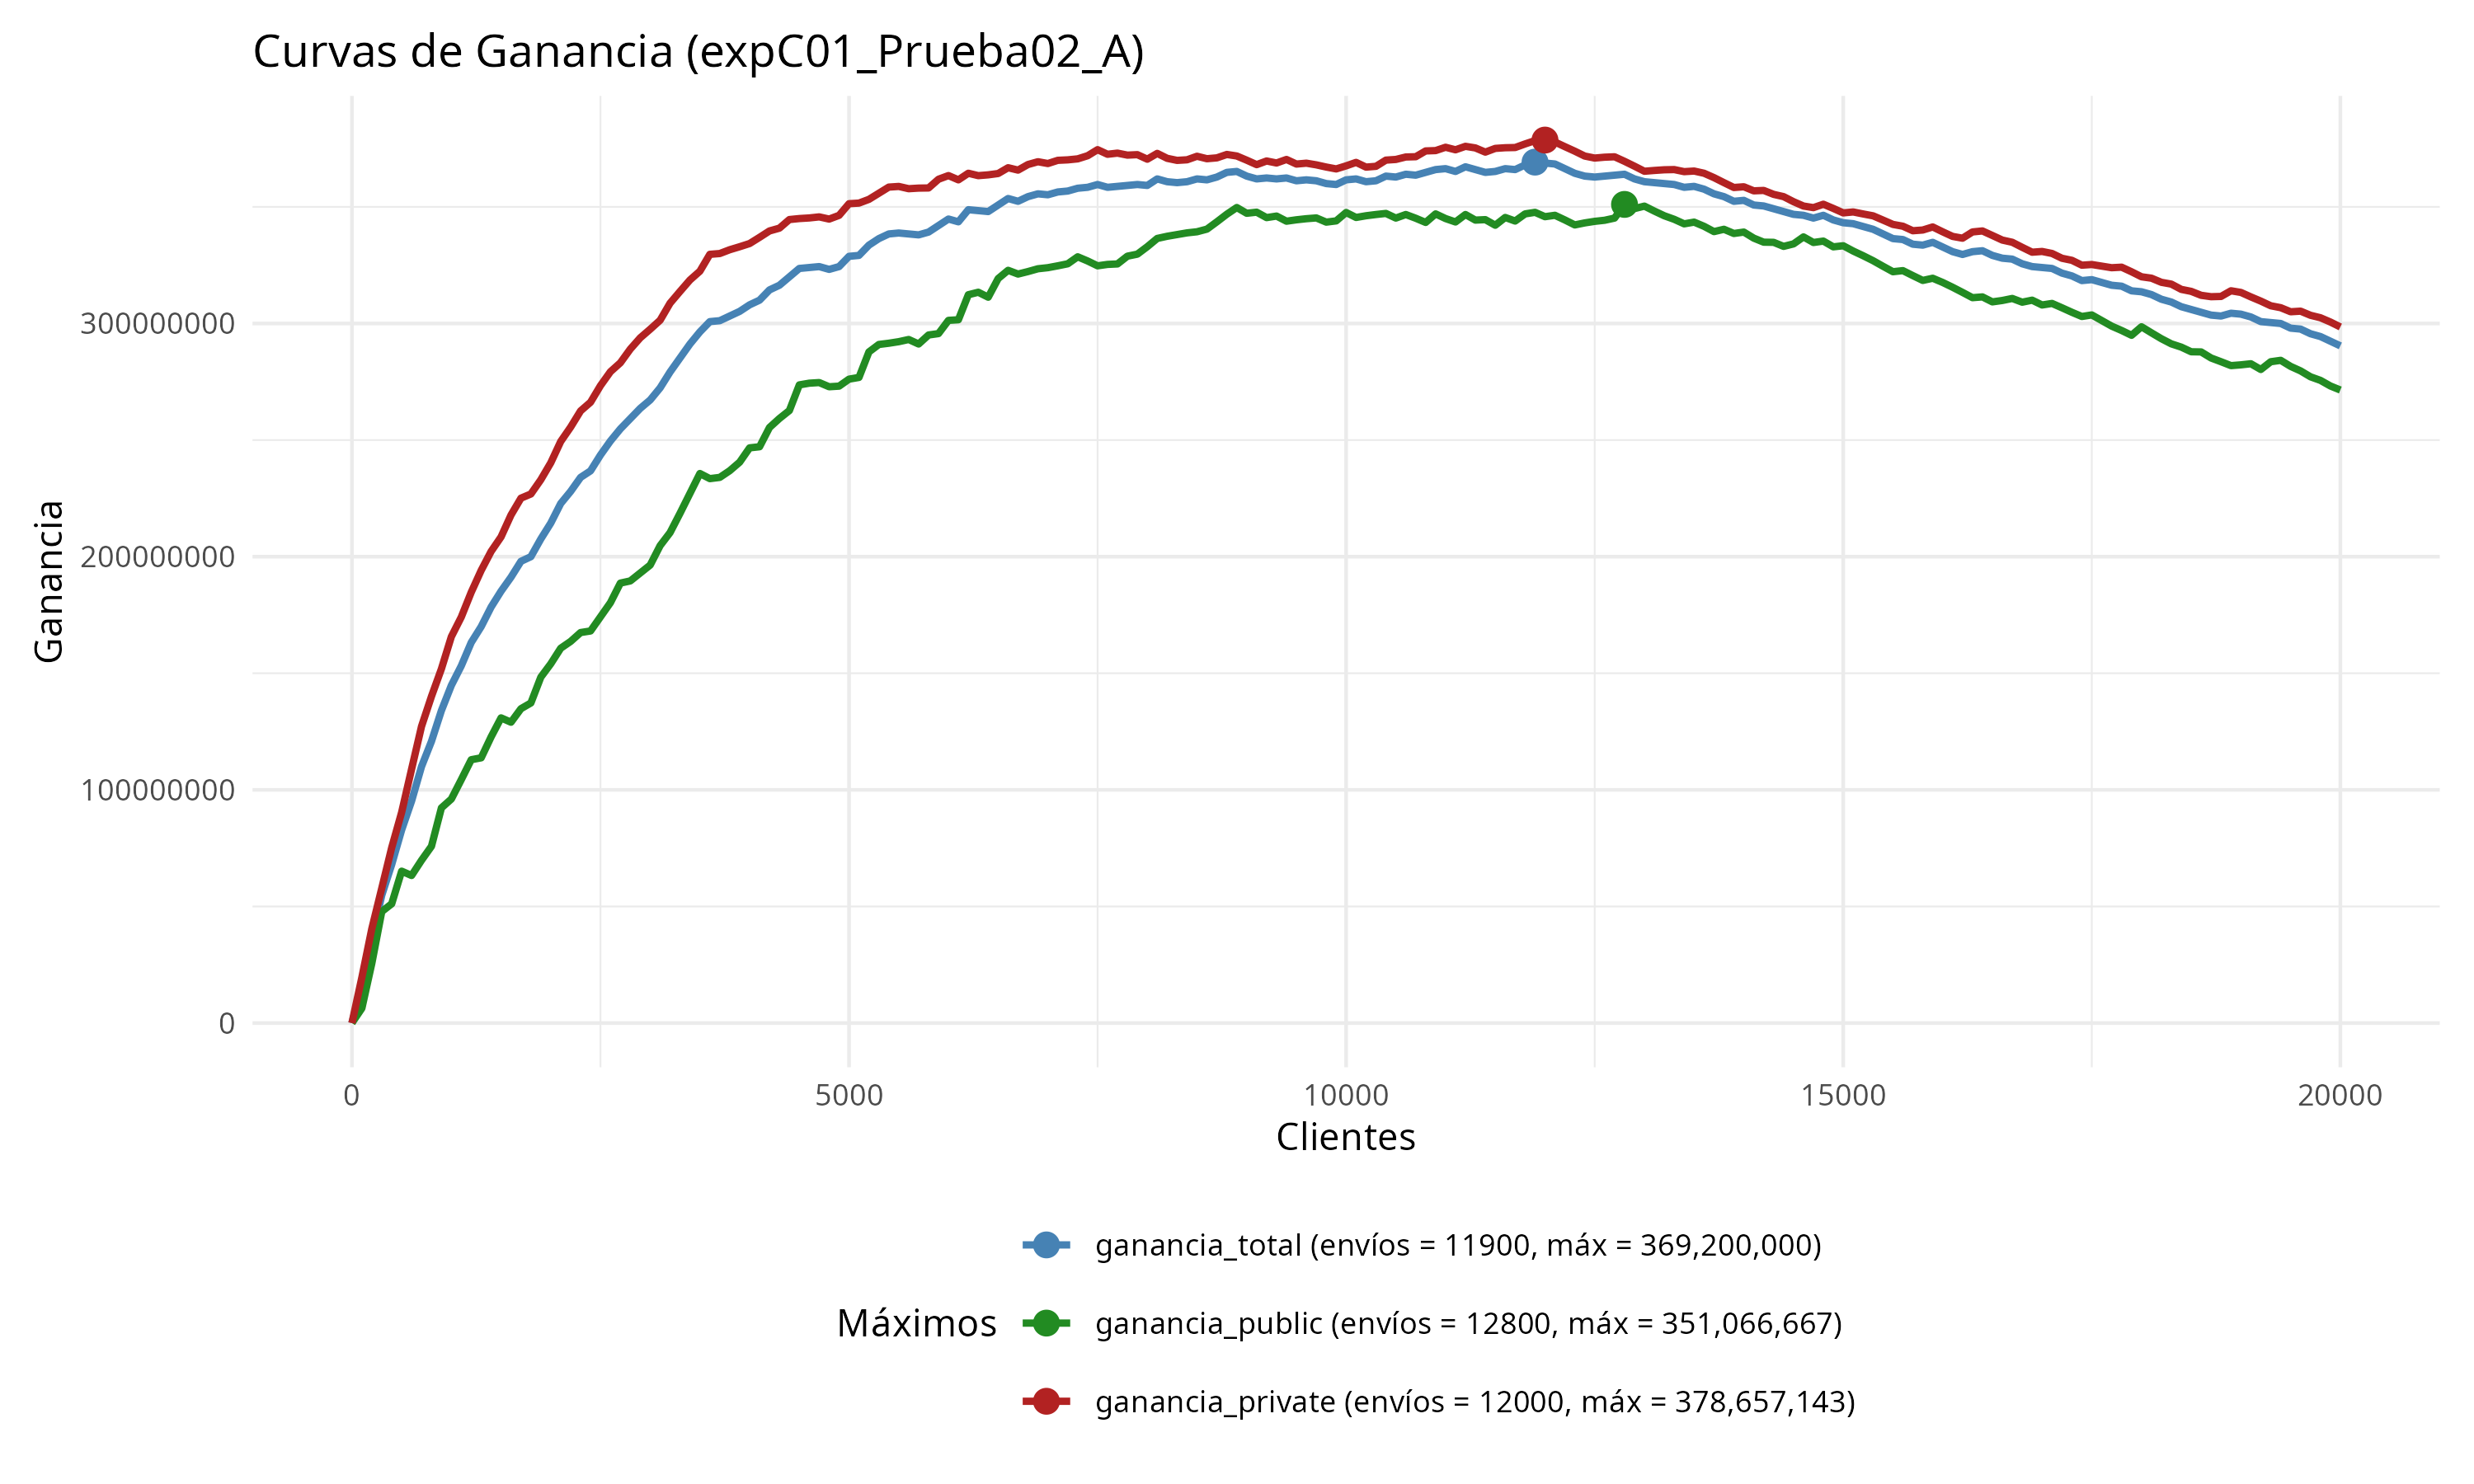 Curvas de Ganancia (expC01_Prueba02_A)
Ganancia
300000000
200000000
100000000
0
0 5000 10000 15000 20000
Clientes
Máximos
ganancia_total (envíos = 11900, máx = 369,200,000)
ganancia_public (envíos = 12800, máx = 351,066,667)
ganancia_private (envíos = 12000, máx = 378,657,143)